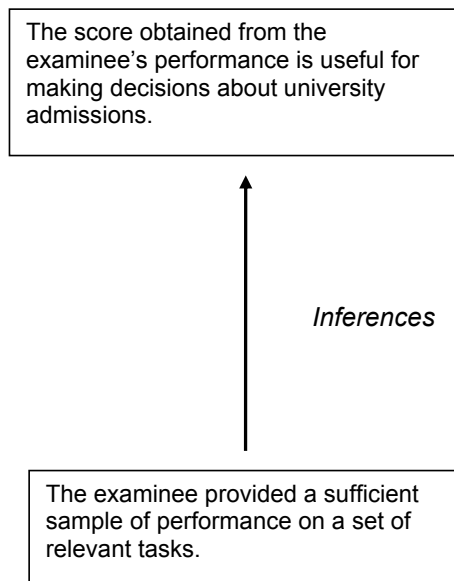 The score obtained from the
examinee’s performance is useful for
making decisions about university
admissions.
Inferences
The examinee provided a sufficient
sample of performance on a set of
relevant tasks.